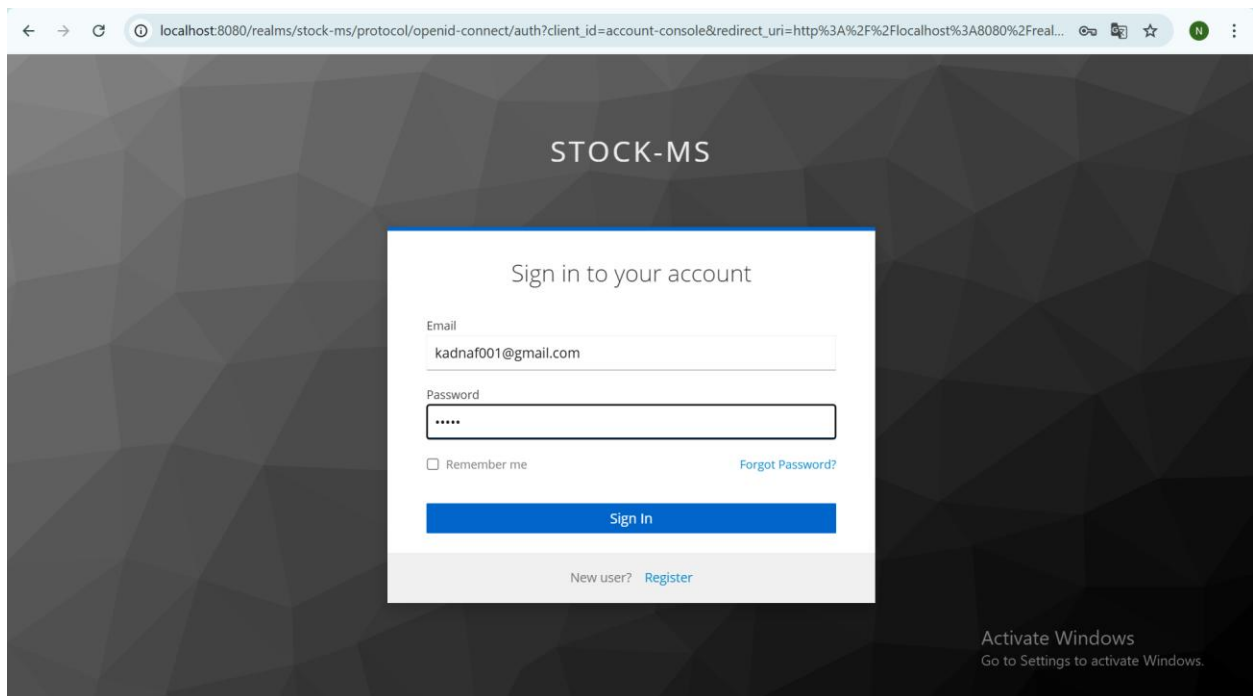 localhost:8080/realms/stock-ms/protocol/openid-connect/auth?client_id=account-console&redirect_uri=http%3A%2F%2Flocalhost%3A8080%2Freal...
N
STOCK-MS
Sign in to your account
Email
kadnaf001@gmail.com
Password
•••••
Remember me
Forgot Password?
Sign In
New user? Register
Activate Windows
Go to Settings to activate Windows.